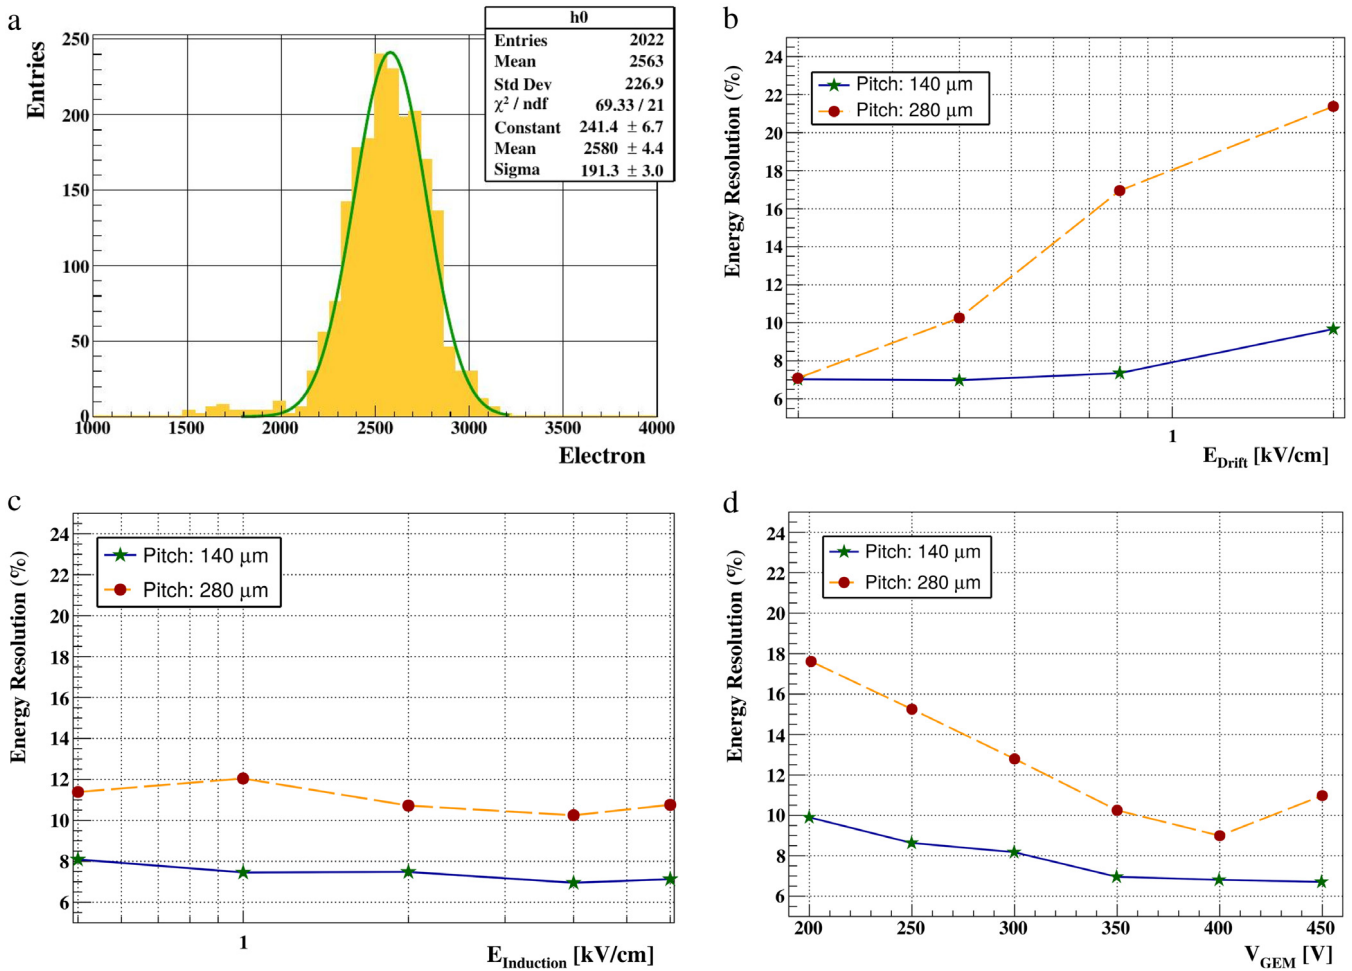 a
h0
Entries 2022
Mean 2563
Std Dev 226.9
χ² / ndf 69.33 / 21
Constant 241.4 ± 6.7
Mean 2580 ± 4.4
Sigma 191.3 ± 3.0
Entries
250
200
150
100
50
0
1000 1500 2000 2500 3000 3500 4000
Electron
b
Energy Resolution (%)
24
22
20
18
16
14
12
10
8
6
Pitch: 140 μm
Pitch: 280 μm
1
E_Drift [kV/cm]
c
Energy Resolution (%)
24
22
20
18
16
14
12
10
8
6
Pitch: 140 μm
Pitch: 280 μm
1
E_Induction [kV/cm]
d
Energy Resolution (%)
24
22
20
18
16
14
12
10
8
6
Pitch: 140 μm
Pitch: 280 μm
200 250 300 350 400 450
V_GEM [V]